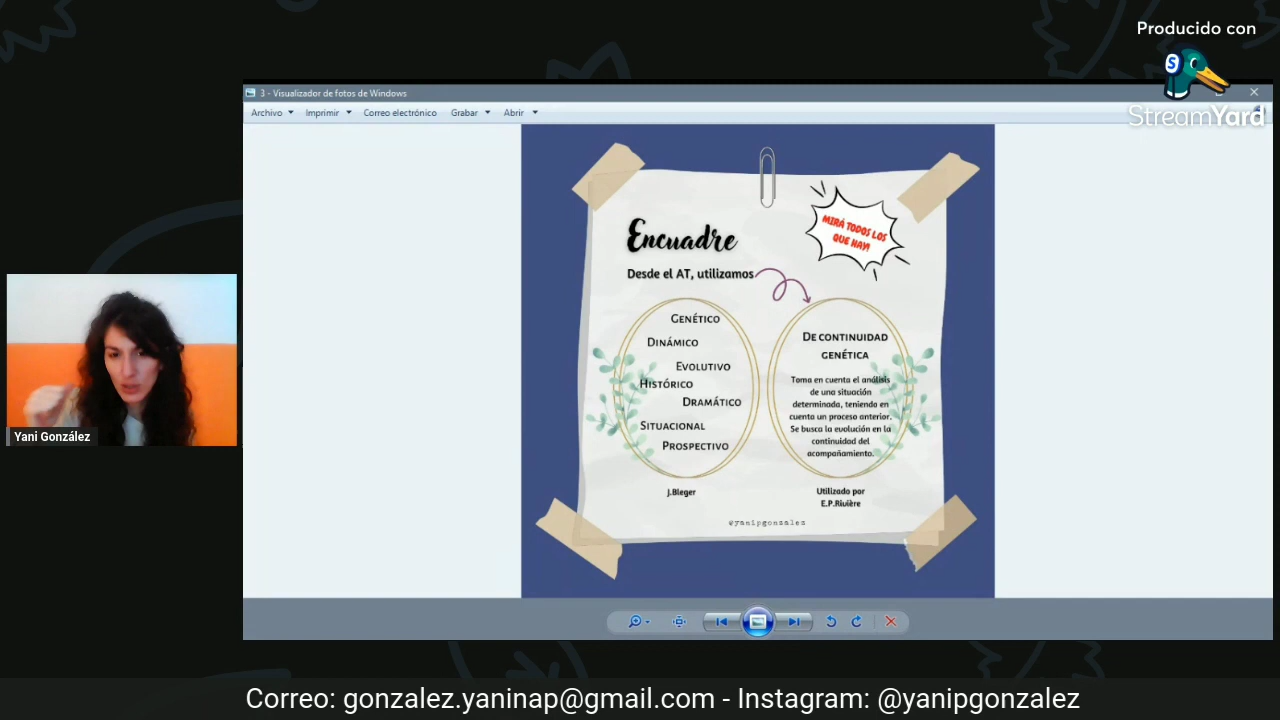 Producido con
StreamYard
3 - Visualizador de fotos de Windows
Archivo Imprimir Correo electrónico Grabar Abrir
Encuadre
MIRÁ TODOS LOS
QUE HAY!
Desde el AT, utilizamos
GENÉTICO
DINÁMICO
EVOLUTIVO
HISTÓRICO
DRAMÁTICO
SITUACIONAL
PROSPECTIVO
J.Bleger
DE CONTINUIDAD
GENÉTICA
Toma en cuenta el análisis
de una situación
determinada, teniendo en
cuenta un proceso anterior.
Se busca la evolución en la
continuidad del
acompañamiento.
Utilizado por
E.P.Rivière
@yanipgonzalez
Yani González
Correo: gonzalez.yaninap@gmail.com - Instagram: @yanipgonzalez